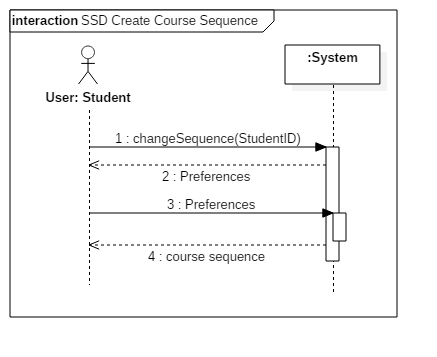 interaction SSD Create Course Sequence
:System
User: Student
1 : changeSequence(StudentID)
2 : Preferences
3 : Preferences
4 : course sequence